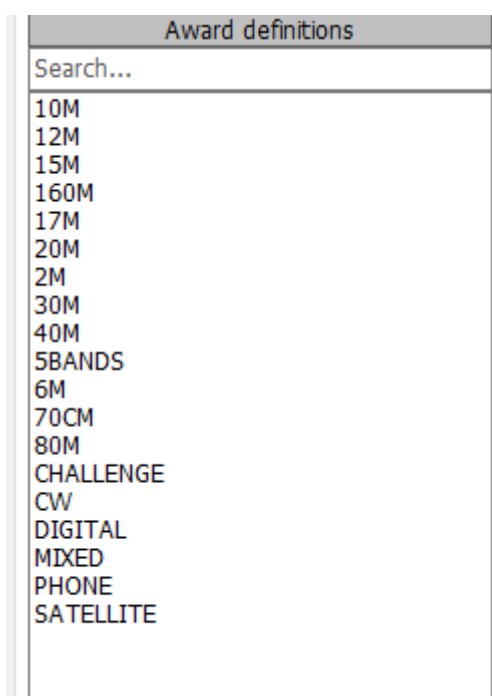 Award definitions
Search...
10M
12M
15M
160M
17M
20M
2M
30M
40M
5BANDS
6M
70CM
80M
CHALLENGE
CW
DIGITAL
MIXED
PHONE
SATELLITE